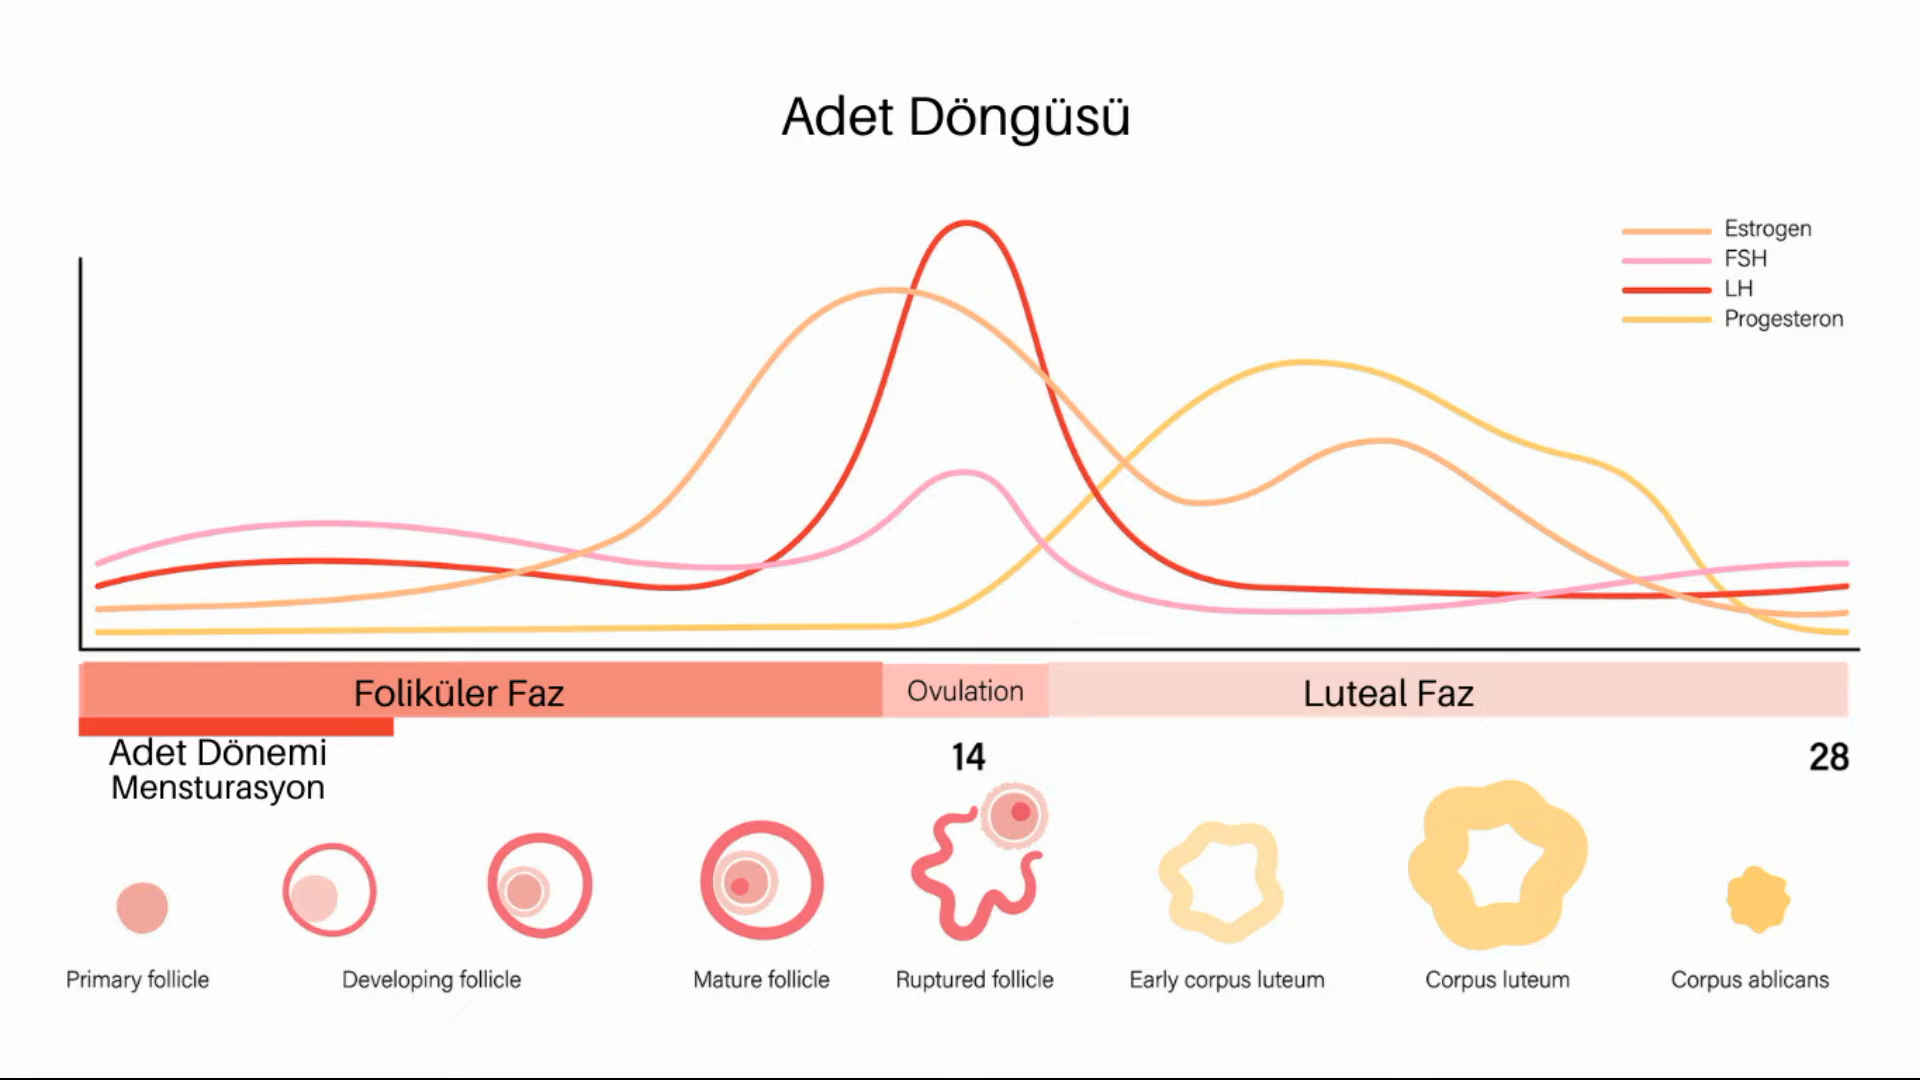 Adet Döngüsü
Estrogen
FSH
LH
Progesteron
Foliküler Faz
Ovulation
Luteal Faz
Adet Dönemi
Mensturasyon
14
28
Primary follicle
Developing follicle
Mature follicle
Ruptured follicle
Early corpus luteum
Corpus luteum
Corpus ablicans